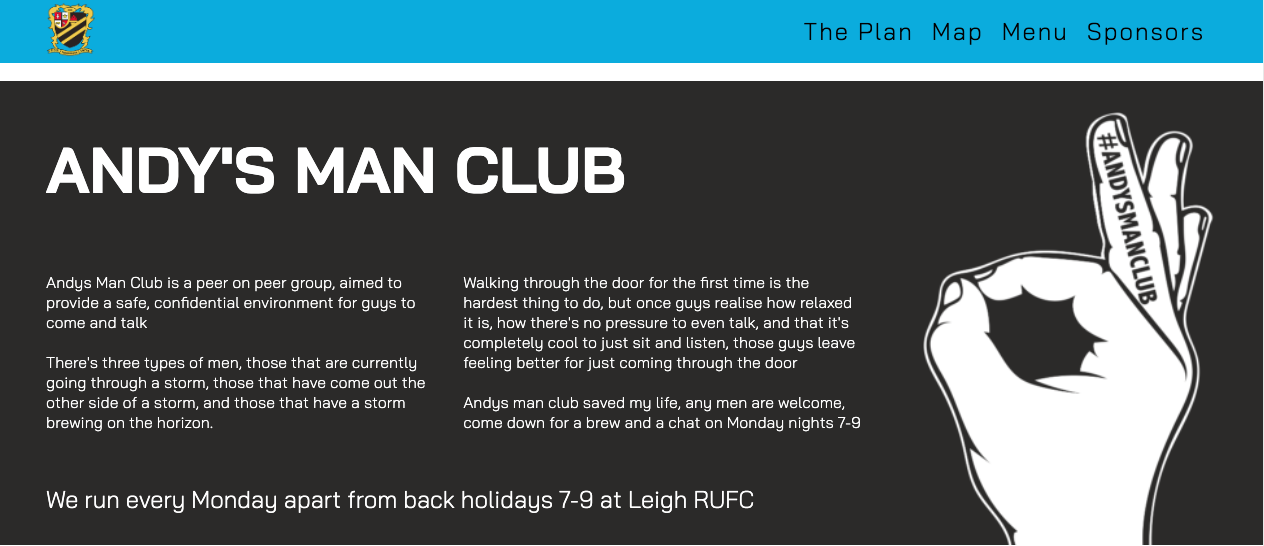 The Plan Map Menu Sponsors
ANDY'S MAN CLUB
Andys Man Club is a peer on peer group, aimed to
provide a safe, confidential environment for guys to
come and talk
There's three types of men, those that are currently
going through a storm, those that have come out the
other side of a storm, and those that have a storm
brewing on the horizon.
Walking through the door for the first time is the
hardest thing to do, but once guys realise how relaxed
it is, how there's no pressure to even talk, and that it's
completely cool to just sit and listen, those guys leave
feeling better for just coming through the door
Andys man club saved my life, any men are welcome,
come down for a brew and a chat on Monday nights 7-9
We run every Monday apart from back holidays 7-9 at Leigh RUFC
#ANDYSMANCLUB